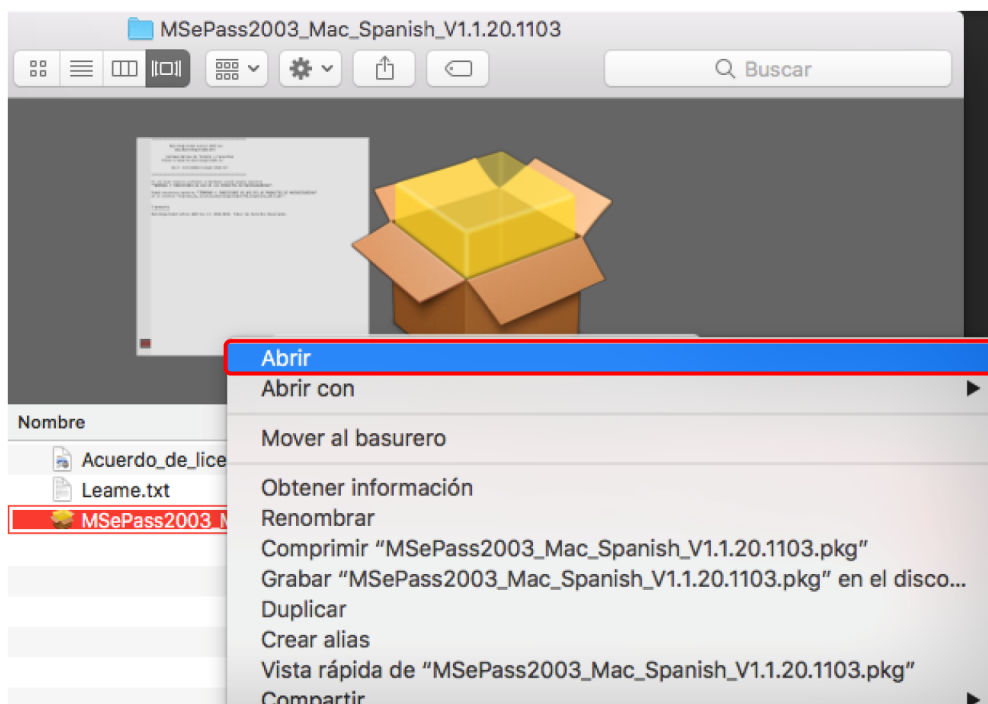 MSePass2003_Mac_Spanish_V1.1.20.1103
Buscar
Abrir
Abrir con
Nombre
Mover al basurero
Acuerdo_de_lice
Obtener información
Leame.txt
Renombrar
MSePass2003_M
Comprimir “MSePass2003_Mac_Spanish_V1.1.20.1103.pkg”
Grabar “MSePass2003_Mac_Spanish_V1.1.20.1103.pkg” en el disco...
Duplicar
Crear alias
Vista rápida de “MSePass2003_Mac_Spanish_V1.1.20.1103.pkg”
Compartir